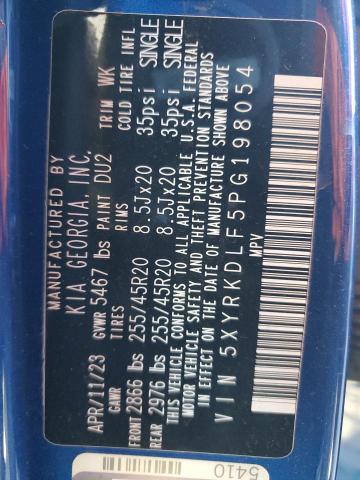 MANUFACTURED BY
KIA GEORGIA, INC.
APR/11/23 GVWR 5467 lbs PAINT DU2 TRIM WK
GAWR TIRES RIMS COLD TIRE INFL
FRONT 2866 lbs 255/45R20 8.5Jx20 35psi SINGLE
REAR 2976 lbs 255/45R20 8.5Jx20 35psi SINGLE
THIS VEHICLE CONFORMS TO ALL APPLICABLE U.S.A. FEDERAL
MOTOR VEHICLE SAFETY AND THEFT PREVENTION STANDARDS
IN EFFECT ON THE DATE OF MANUFACTURE SHOWN ABOVE
VIN 5XYRKDLF5PG198054
MPV
5410